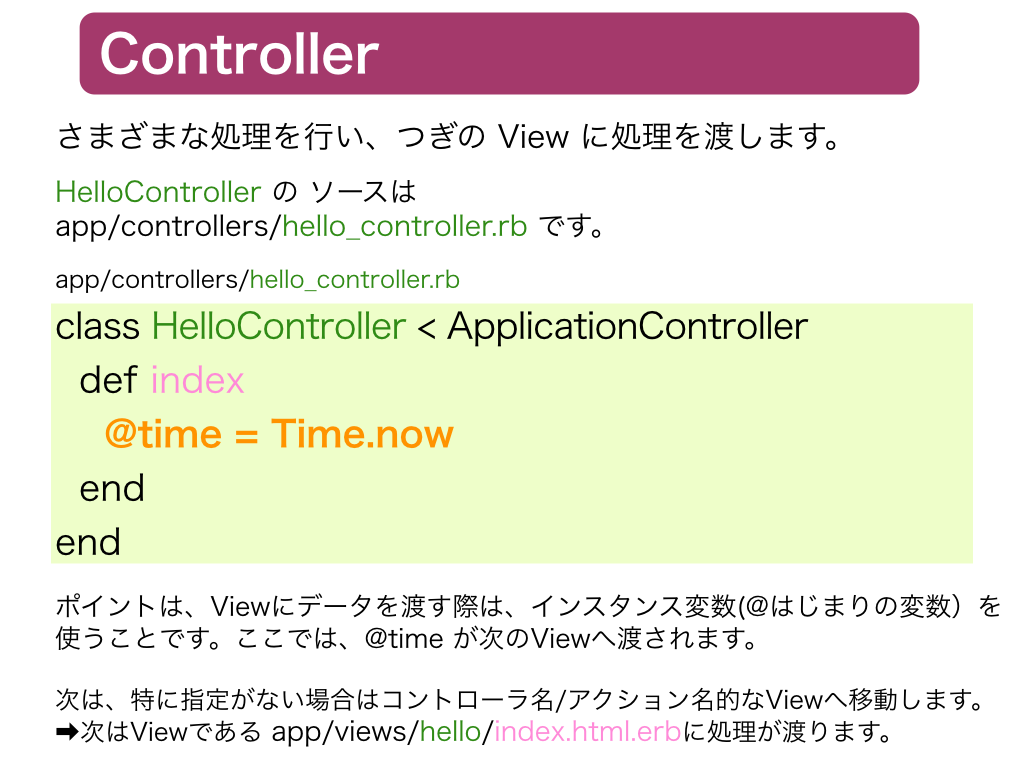 Controller
さまざまな処理を行い、つぎの View に処理を渡します。
HelloController の ソースは
app/controllers/hello_controller.rb です。
app/controllers/hello_controller.rb
class HelloController < ApplicationController
def index
@time = Time.now
end
end
ポイントは、Viewにデータを渡す際は、インスタンス変数(@はじまりの変数）を
使うことです。ここでは、@time が次のViewへ渡されます。
次は、特に指定がない場合はコントローラ名/アクション名的なViewへ移動します。
➡次はViewである app/views/hello/index.html.erbに処理が渡ります。